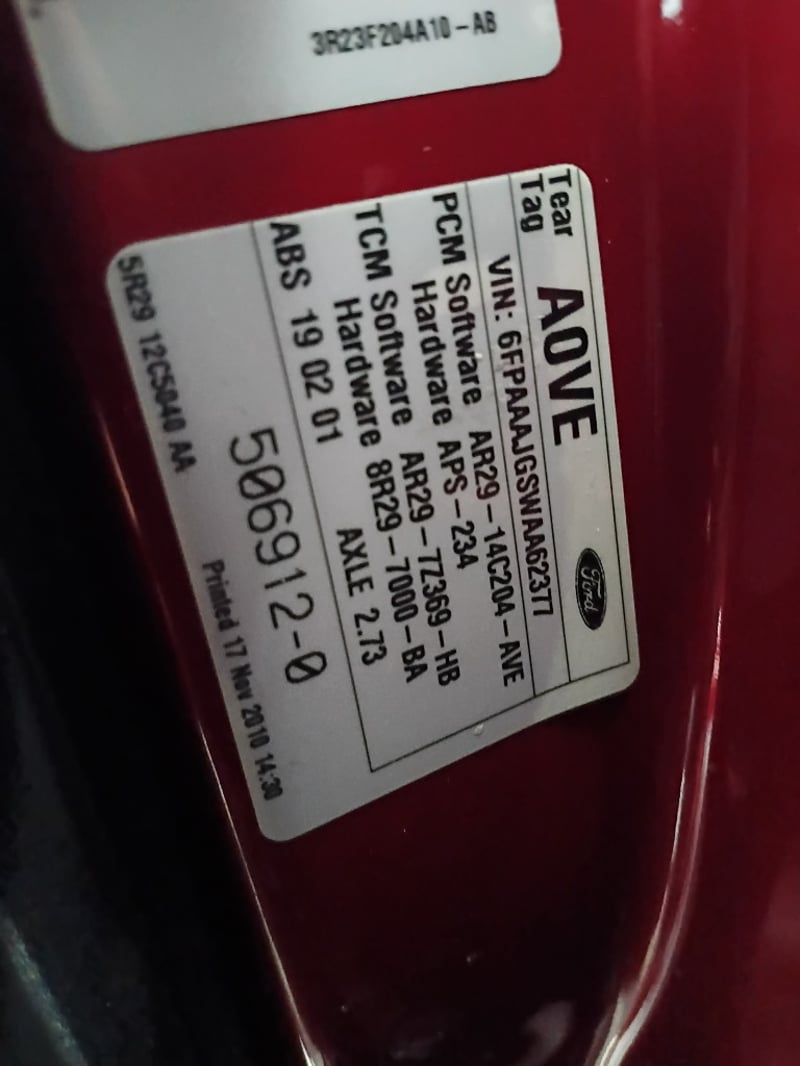 3R23F204A10-AB
Tear Tag
A0VE
Ford
VIN: 6FPAAAJGSWAA62377
PCM Software AR29-14C204-AVE
Hardware APS-234
TCM Software AR29-7Z369-HB
Hardware 8R29-7000-BA
ABS 19 02 01 AXLE 2.73
506912-0
5R29 12C5040 AA Printed 17 Nov 2010 14:30